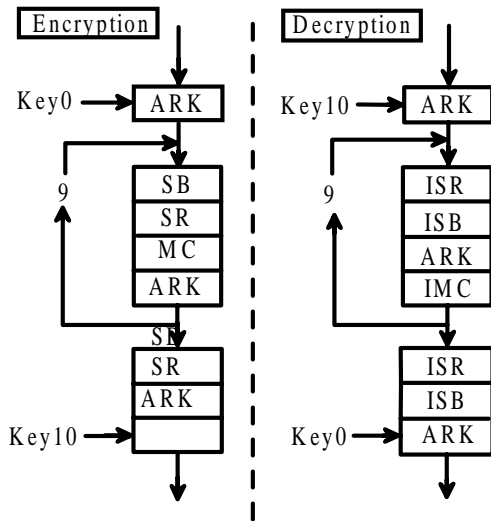 Encryption
Key0
ARK
9
SB
SR
MC
ARK
SB
SR
ARK
Key10
Decryption
Key10
ARK
9
ISR
ISB
ARK
IMC
ISR
ISB
Key0
ARK